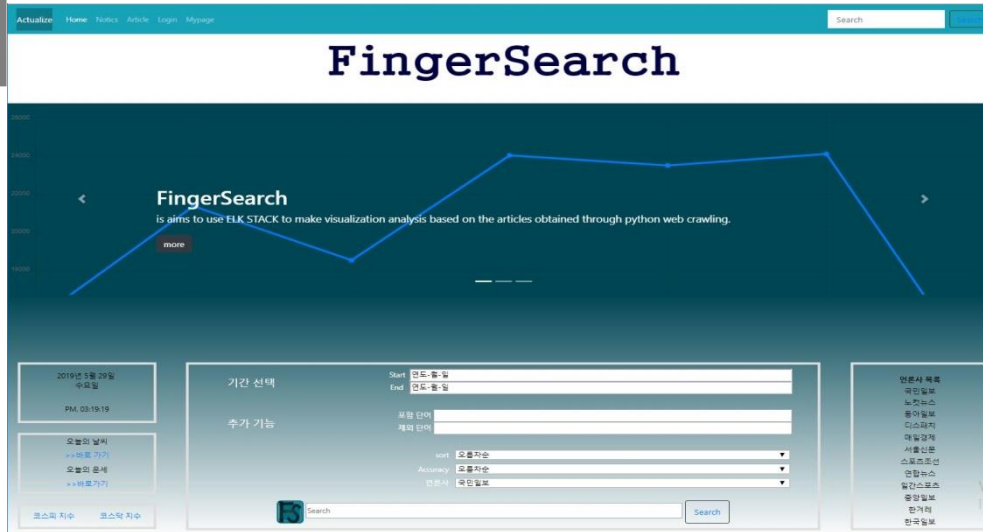 Actualize Home Notics Article Login Mypage Search Search
FingerSearch
26000
24000
22000
20000
18000
FingerSearch
is aims to use ELK STACK to make visualization analysis based on the articles obtained through python web crawling.
more
2019년 5월 29일
수요일
PM. 03:19:19
오늘의 날씨
>>바로 가기
오늘의 운세
>>바로가기
코스피 지수 코스닥 지수
기간 선택
Start 연도-월-일
End 연도-월-일
추가 기능
포함 단어
제외 단어
sort 오름차순
Accuracy 오름차순
언론사 국민일보
FS Search Search
언론사 목록
국민일보
노컷뉴스
동아일보
디스패치
매일경제
서울신문
스포츠조선
연합뉴스
일간스포츠
중앙일보
한겨레
한국일보